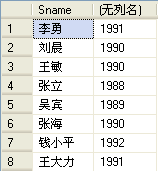 Sname (无列名)
1 李勇 1991
2 刘晨 1990
3 王敏 1990
4 张立 1988
5 吴宾 1989
6 张海 1990
7 钱小平 1992
8 王大力 1991